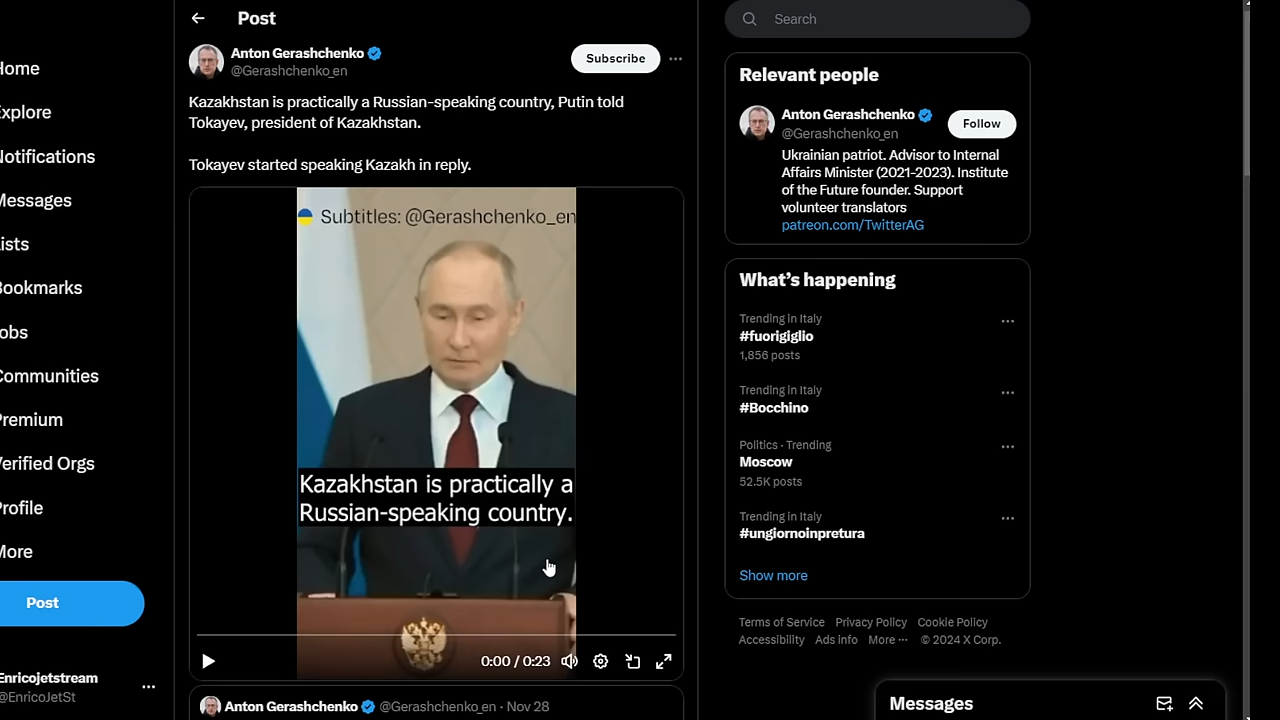 Home
Explore
Notifications
Messages
Lists
Bookmarks
Jobs
Communities
Premium
Verified Orgs
Profile
More
Post
Enricojetstream
@EnricoJetSt
Post
Anton Gerashchenko
@Gerashchenko_en
Subscribe
Kazakhstan is practically a Russian-speaking country, Putin told
Tokayev, president of Kazakhstan.
Tokayev started speaking Kazakh in reply.
Subtitles: @Gerashchenko_en
Kazakhstan is practically a
Russian-speaking country.
0:00 / 0:23
Anton Gerashchenko @Gerashchenko_en · Nov 28
Search
Relevant people
Anton Gerashchenko
@Gerashchenko_en
Follow
Ukrainian patriot. Advisor to Internal
Affairs Minister (2021-2023). Institute
of the Future founder. Support
volunteer translators
patreon.com/TwitterAG
What's happening
Trending in Italy
#fuorigiglio
1,856 posts
Trending in Italy
#Bocchino
Politics · Trending
Moscow
52.5K posts
Trending in Italy
#ungiornoinpretura
Show more
Terms of Service Privacy Policy Cookie Policy
Accessibility Ads info More ··· © 2024 X Corp.
Messages